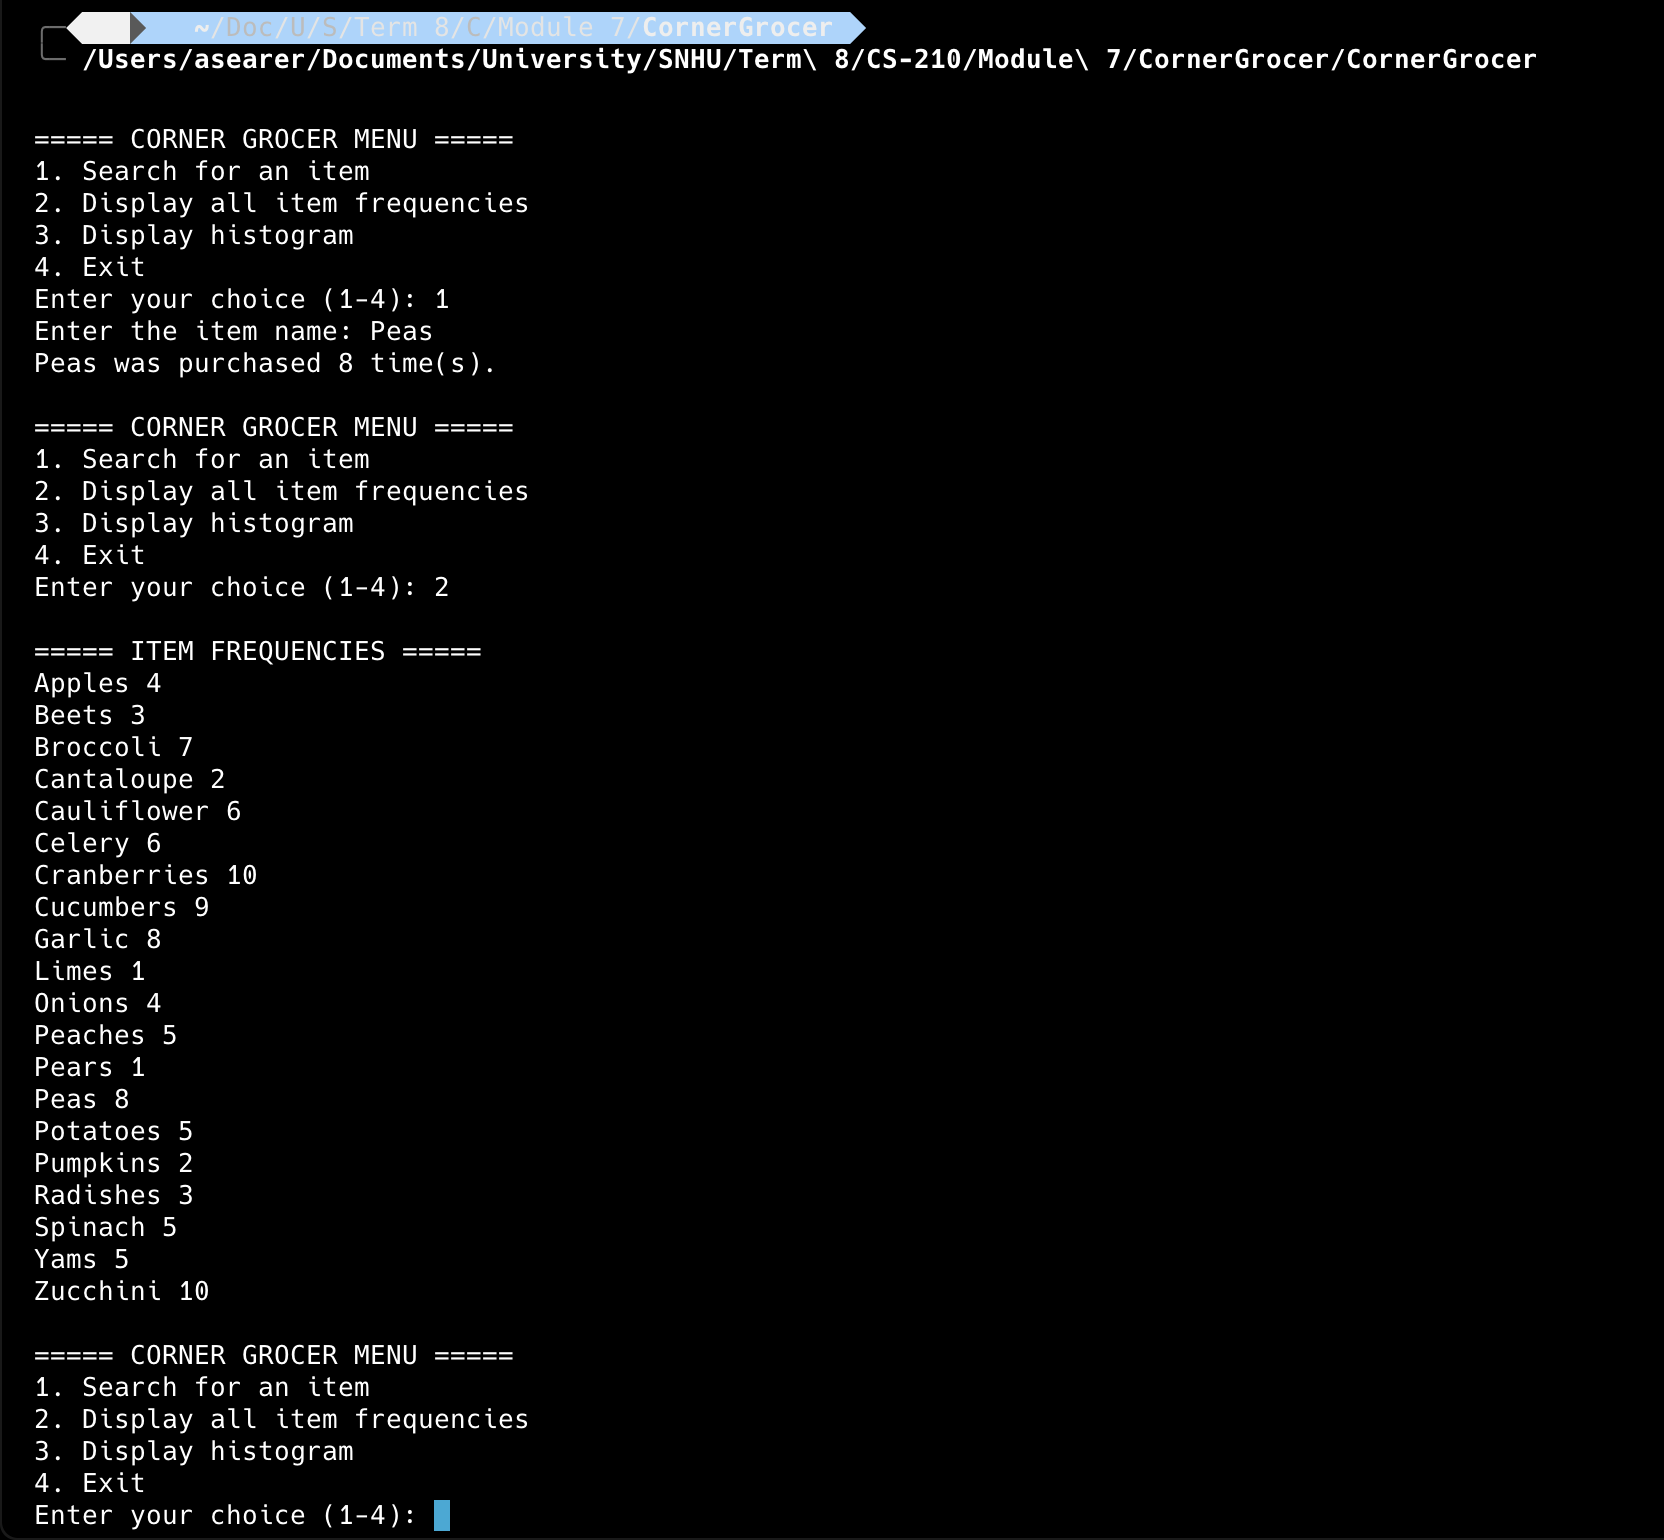 ~/Doc/U/S/Term 8/C/Module 7/CornerGrocer
/Users/asearer/Documents/University/SNHU/Term\ 8/CS-210/Module\ 7/CornerGrocer/CornerGrocer
===== CORNER GROCER MENU =====
1. Search for an item
2. Display all item frequencies
3. Display histogram
4. Exit
Enter your choice (1-4): 1
Enter the item name: Peas
Peas was purchased 8 time(s).
===== CORNER GROCER MENU =====
1. Search for an item
2. Display all item frequencies
3. Display histogram
4. Exit
Enter your choice (1-4): 2
===== ITEM FREQUENCIES =====
Apples 4
Beets 3
Broccoli 7
Cantaloupe 2
Cauliflower 6
Celery 6
Cranberries 10
Cucumbers 9
Garlic 8
Limes 1
Onions 4
Peaches 5
Pears 1
Peas 8
Potatoes 5
Pumpkins 2
Radishes 3
Spinach 5
Yams 5
Zucchini 10
===== CORNER GROCER MENU =====
1. Search for an item
2. Display all item frequencies
3. Display histogram
4. Exit
Enter your choice (1-4):